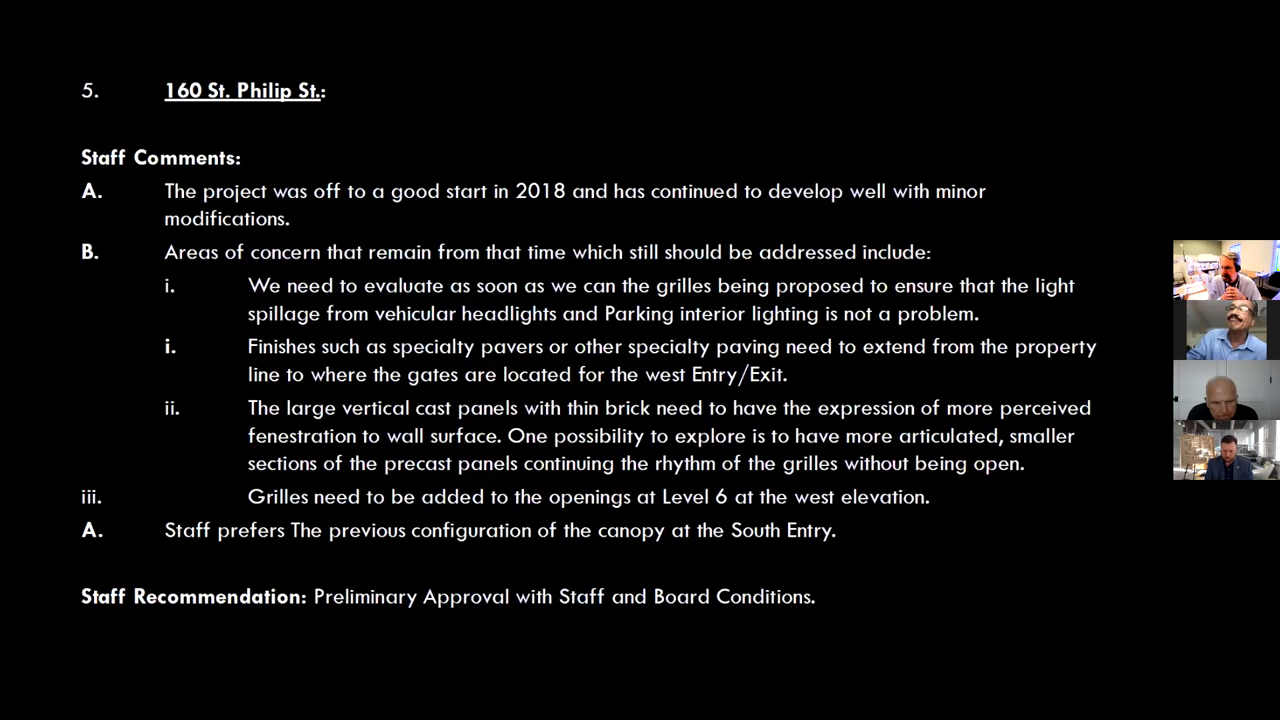 5. 160 St. Philip St.:
Staff Comments:
A. The project was off to a good start in 2018 and has continued to develop well with minor
modifications.
B. Areas of concern that remain from that time which still should be addressed include:
i. We need to evaluate as soon as we can the grilles being proposed to ensure that the light
spillage from vehicular headlights and Parking interior lighting is not a problem.
i. Finishes such as specialty pavers or other specialty paving need to extend from the property
line to where the gates are located for the west Entry/Exit.
ii. The large vertical cast panels with thin brick need to have the expression of more perceived
fenestration to wall surface. One possibility to explore is to have more articulated, smaller
sections of the precast panels continuing the rhythm of the grilles without being open.
iii. Grilles need to be added to the openings at Level 6 at the west elevation.
A. Staff prefers The previous configuration of the canopy at the South Entry.
Staff Recommendation: Preliminary Approval with Staff and Board Conditions.